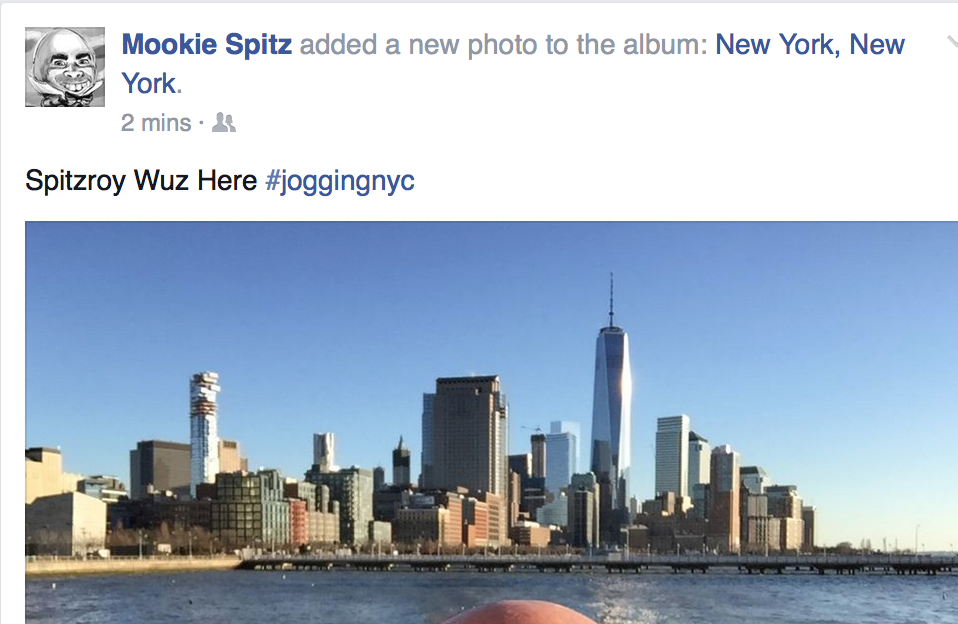 Mookie Spitz added a new photo to the album: New York, New
York.
2 mins ·
Spitzroy Wuz Here #joggingnyc